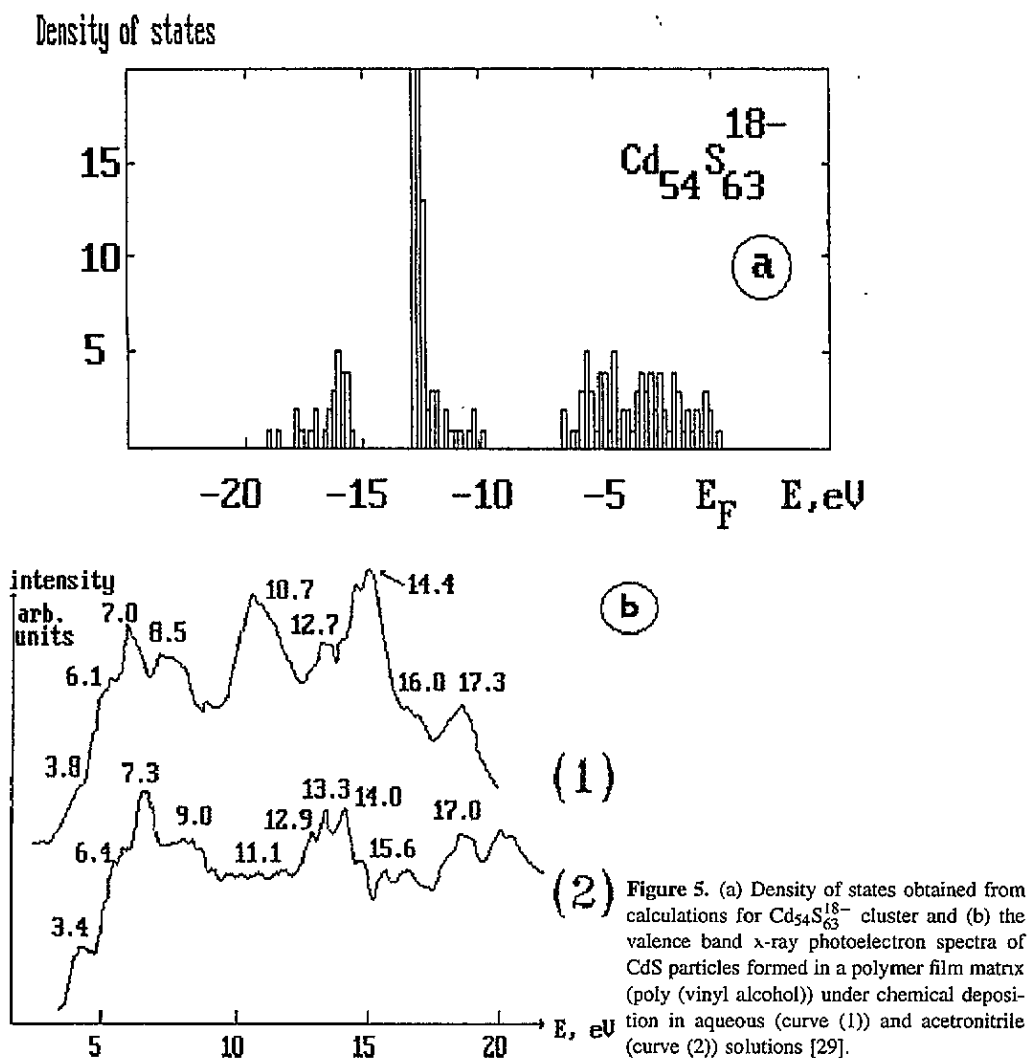 Density of states
18−
Cd54S63
15
10
5
a
−20 −15 −10 −5 EF E,eV
intensity
arb.
units
b
7.0
8.5
10.7
12.7
14.4
6.1
16.0
17.3
3.8
(1)
7.3
9.0
12.9
13.3
14.0
17.0
6.4
11.1
15.6
3.4
(2)
5 10 15 20 E, eV
Figure 5. (a) Density of states obtained from
calculations for Cd54S63^18− cluster and (b) the
valence band x-ray photoelectron spectra of
CdS particles formed in a polymer film matrix
(poly (vinyl alcohol)) under chemical deposi-
tion in aqueous (curve (1)) and acetronitrile
(curve (2)) solutions [29].